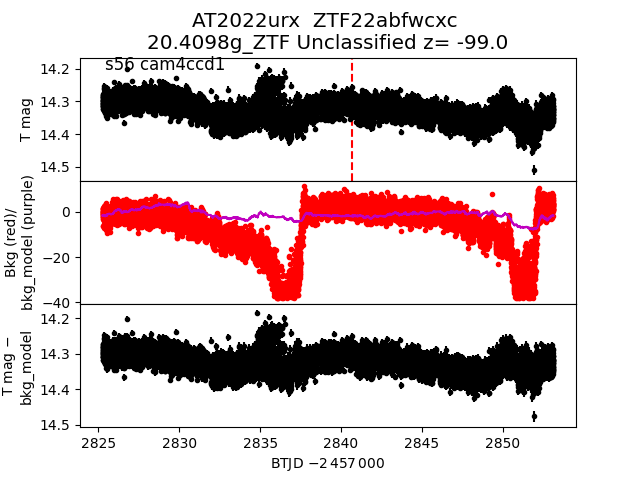 AT2022urx  ZTF22abfwcxc
20.4098g_ZTF Unclassified z= -99.0
s56 cam4ccd1
14.2
14.3
14.4
14.5
T mag
0
−20
−40
Bkg (red)/
bkg_model (purple)
14.2
14.3
14.4
14.5
T mag −
bkg_model
2825 2830 2835 2840 2845 2850
BTJD −2 457 000